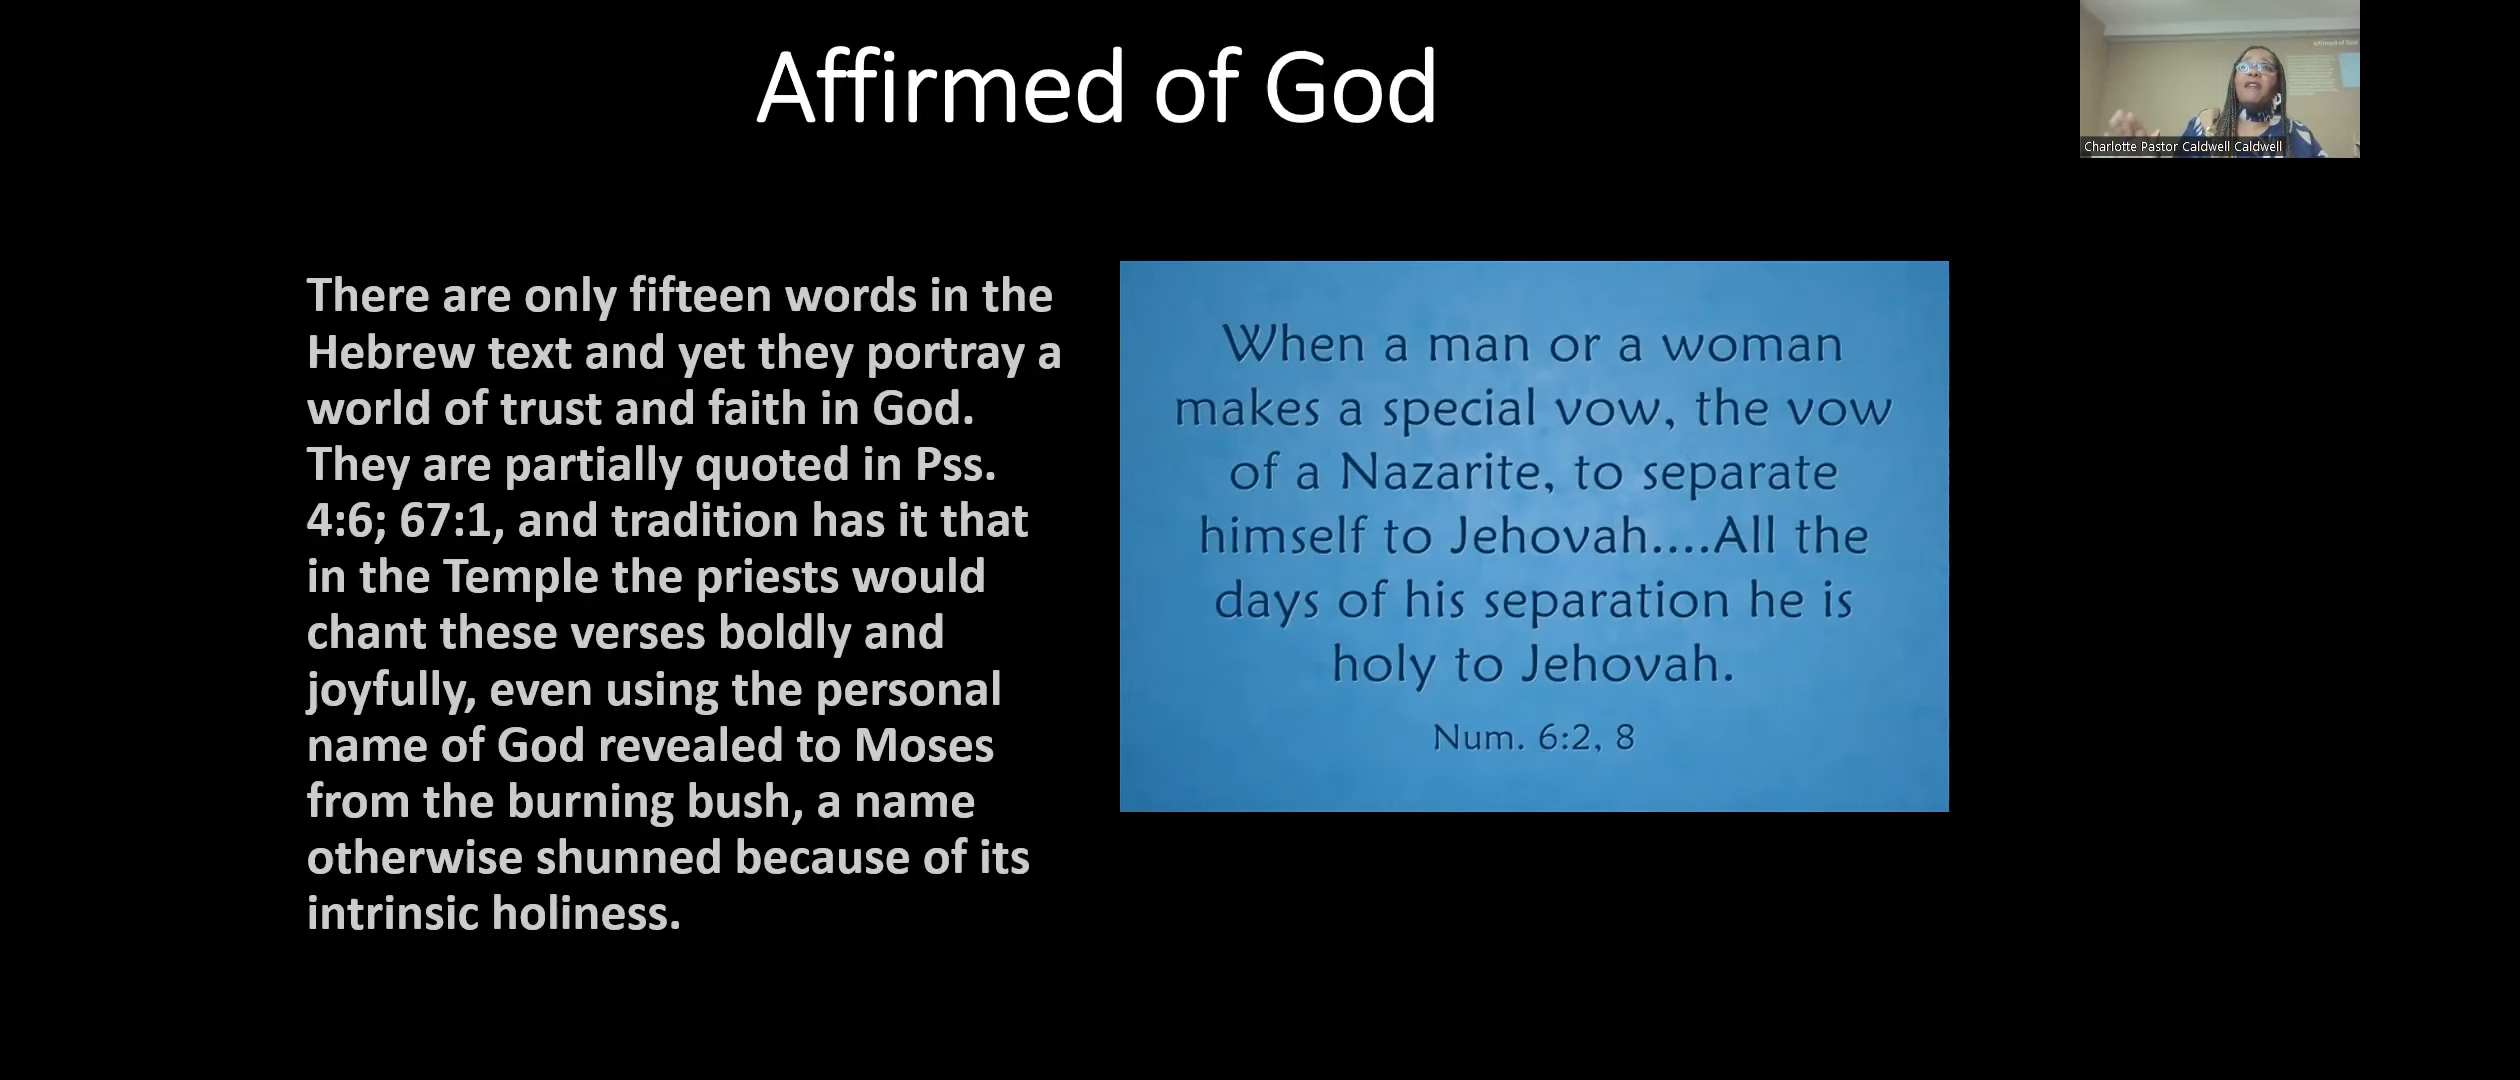 Affirmed of God
Charlotte Pastor Caldwell Caldwell
There are only fifteen words in the
Hebrew text and yet they portray a
world of trust and faith in God.
They are partially quoted in Pss.
4:6; 67:1, and tradition has it that
in the Temple the priests would
chant these verses boldly and
joyfully, even using the personal
name of God revealed to Moses
from the burning bush, a name
otherwise shunned because of its
intrinsic holiness.
When a man or a woman
makes a special vow, the vow
of a Nazarite, to separate
himself to Jehovah....All the
days of his separation he is
holy to Jehovah.
Num. 6:2, 8